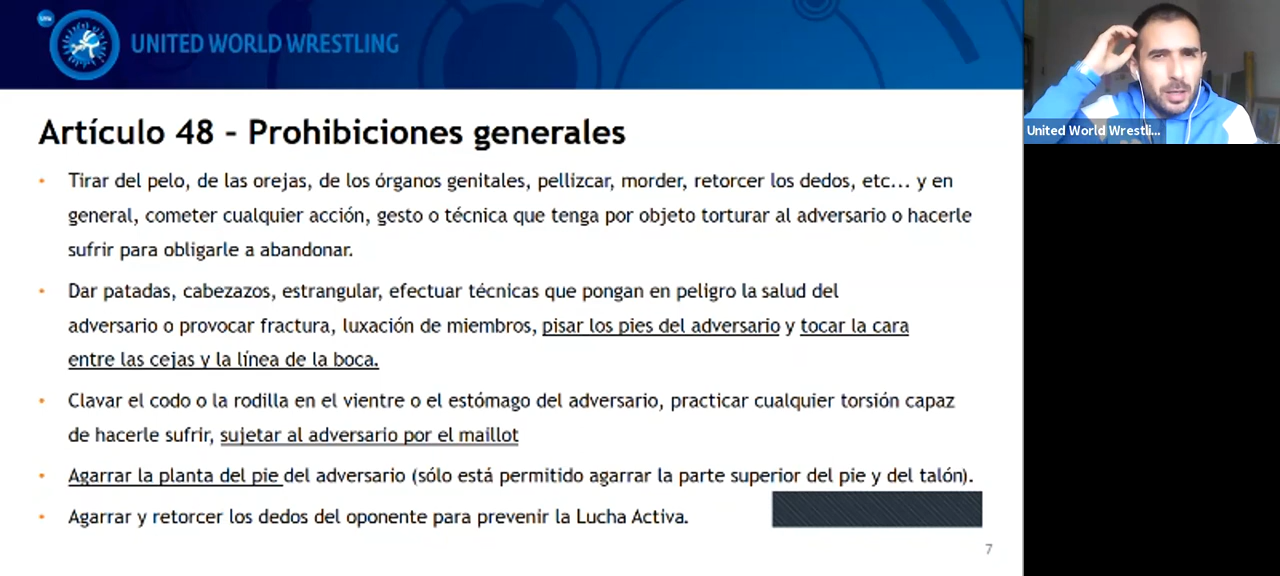 UNITED WORLD WRESTLING
United World Wrestli...
Artículo 48 - Prohibiciones generales
• Tirar del pelo, de las orejas, de los órganos genitales, pellizcar, morder, retorcer los dedos, etc... y en
general, cometer cualquier acción, gesto o técnica que tenga por objeto torturar al adversario o hacerle
sufrir para obligarle a abandonar.
• Dar patadas, cabezazos, estrangular, efectuar técnicas que pongan en peligro la salud del
adversario o provocar fractura, luxación de miembros, pisar los pies del adversario y tocar la cara
entre las cejas y la línea de la boca.
• Clavar el codo o la rodilla en el vientre o el estómago del adversario, practicar cualquier torsión capaz
de hacerle sufrir, sujetar al adversario por el maillot
• Agarrar la planta del pie del adversario (sólo está permitido agarrar la parte superior del pie y del talón).
• Agarrar y retorcer los dedos del oponente para prevenir la Lucha Activa.
7